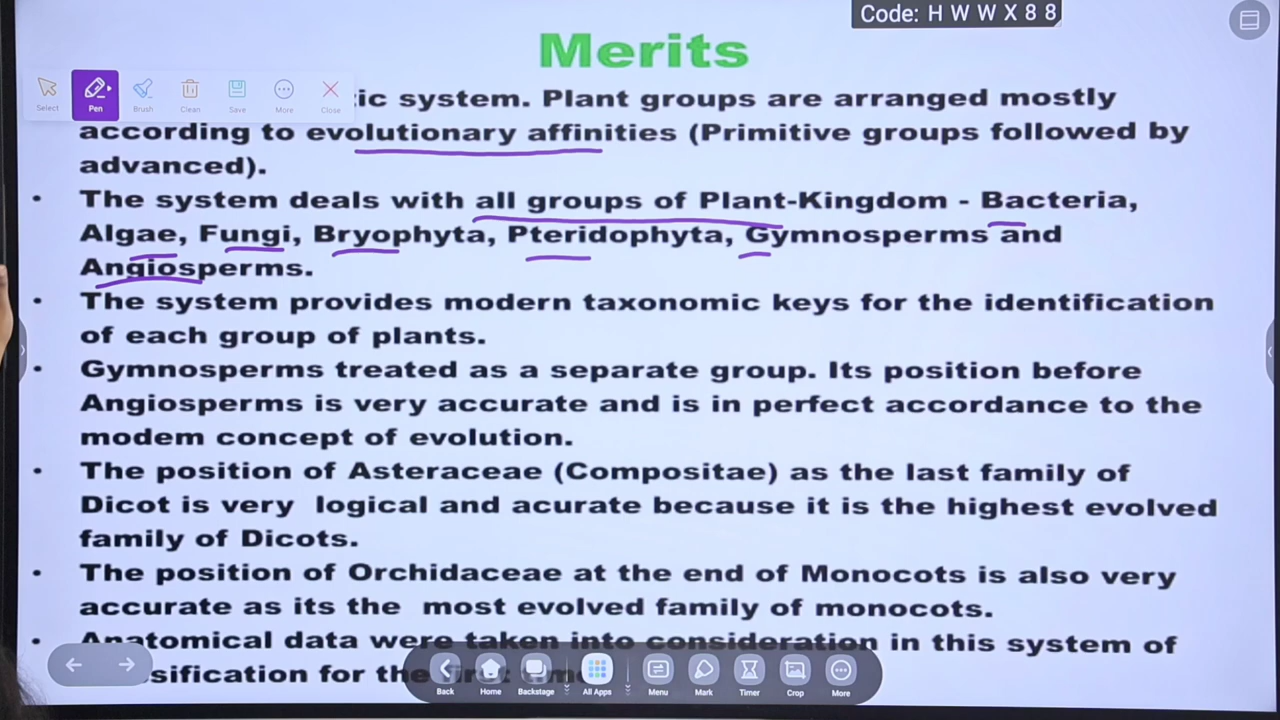 Code: H W W X 8 8
Merits
Select Pen Brush Clean Save More Close
ic system. Plant groups are arranged mostly
according to evolutionary affinities (Primitive groups followed by
advanced).
• The system deals with all groups of Plant-Kingdom - Bacteria,
Algae, Fungi, Bryophyta, Pteridophyta, Gymnosperms and
Angiosperms.
• The system provides modern taxonomic keys for the identification
of each group of plants.
• Gymnosperms treated as a separate group. Its position before
Angiosperms is very accurate and is in perfect accordance to the
modem concept of evolution.
• The position of Asteraceae (Compositae) as the last family of
Dicot is very logical and acurate because it is the highest evolved
family of Dicots.
• The position of Orchidaceae at the end of Monocots is also very
accurate as its the most evolved family of monocots.
• Anatomical data were taken into consideration in this system of
sification for the first
Back Home Backstage All Apps Menu Mark Timer Crop More